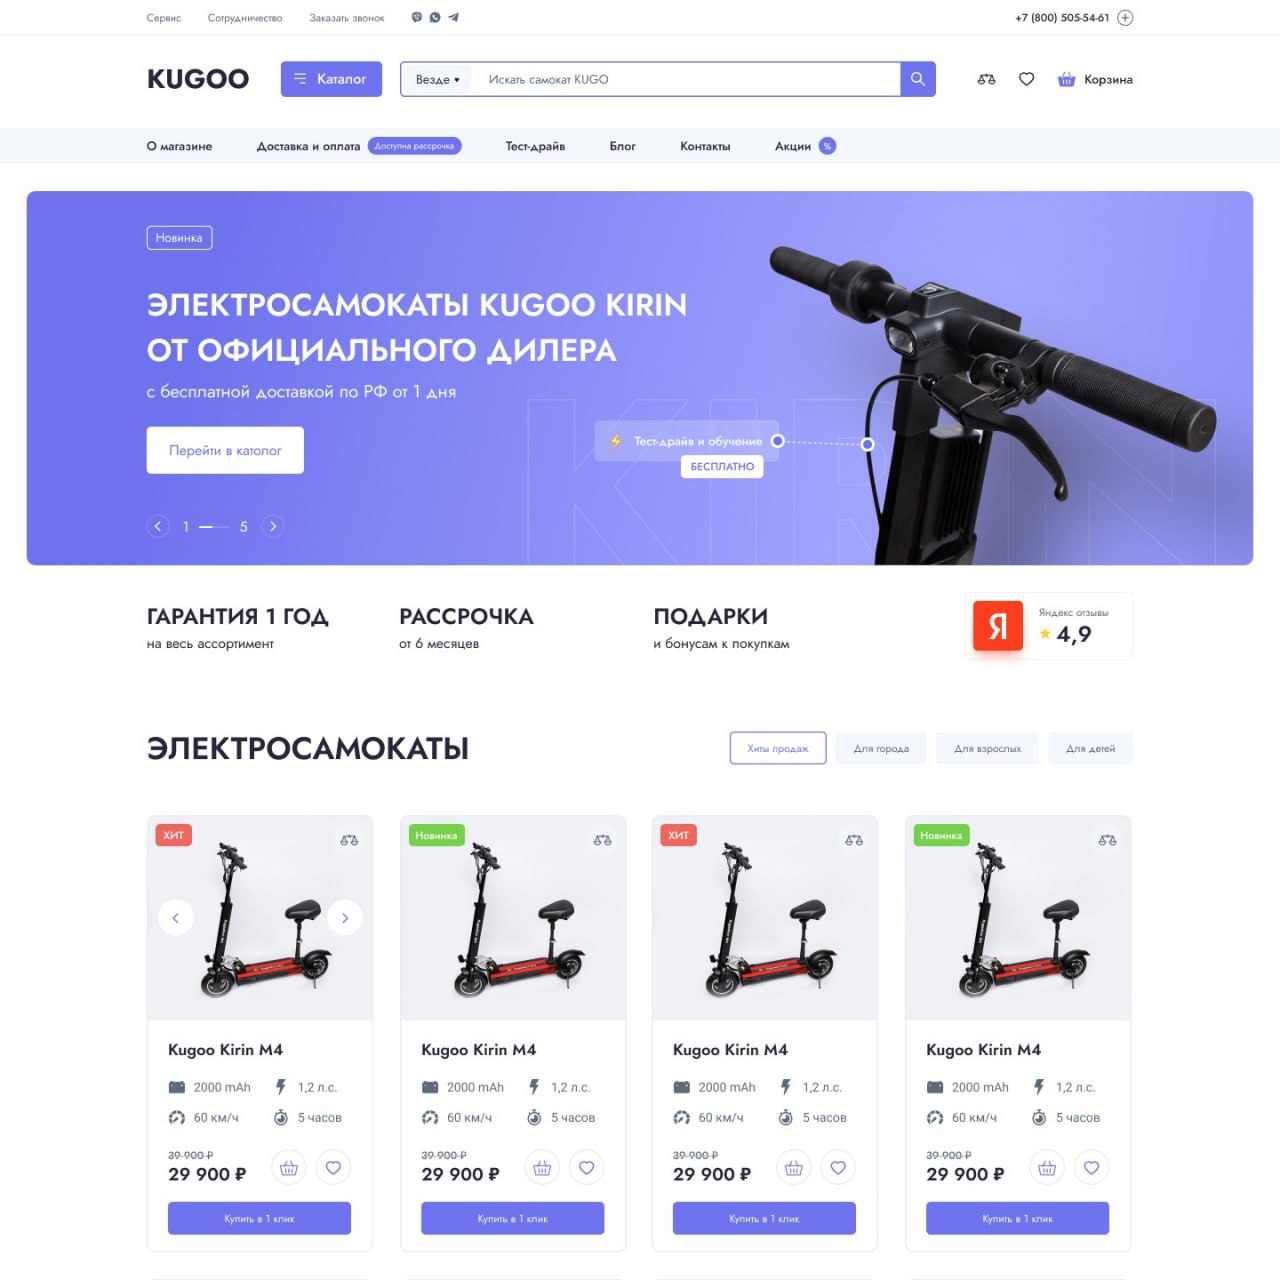 Сервис Сотрудничество Заказать звонок +7 (800) 505-54-61
KUGOO Каталог Везде Искать самокат KUGO Корзина
О магазине Доставка и оплата Доступна рассрочка Тест-драйв Блог Контакты Акции %
Новинка
ЭЛЕКТРОСАМОКАТЫ KUGOO KIRIN
ОТ ОФИЦИАЛЬНОГО ДИЛЕРА
с бесплатной доставкой по РФ от 1 дня
KIRIN
Тест-драйв и обучение
Перейти в католог
БЕСПЛАТНО
1 5
ГАРАНТИЯ 1 ГОД РАССРОЧКА ПОДАРКИ
на весь ассортимент от 6 месяцев и бонусам к покупкам
Я Яндекс отзывы
4,9
ЭЛЕКТРОСАМОКАТЫ Хиты продаж Для города Для взрослых Для детей
ХИТ Новинка ХИТ Новинка
Kugoo Kirin M4 Kugoo Kirin M4 Kugoo Kirin M4 Kugoo Kirin M4
2000 mAh 1,2 л.с. 2000 mAh 1,2 л.с. 2000 mAh 1,2 л.с. 2000 mAh 1,2 л.с.
60 км/ч 5 часов 60 км/ч 5 часов 60 км/ч 5 часов 60 км/ч 5 часов
39 900 ₽ 39 900 ₽ 39 900 ₽ 39 900 ₽
29 900 ₽ 29 900 ₽ 29 900 ₽ 29 900 ₽
Купить в 1 клик Купить в 1 клик Купить в 1 клик Купить в 1 клик